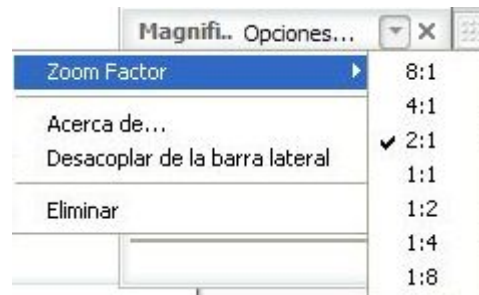 Magnifi.. Opciones...
Zoom Factor
Acerca de...
Desacoplar de la barra lateral
Eliminar
8:1
4:1
2:1
1:1
1:2
1:4
1:8